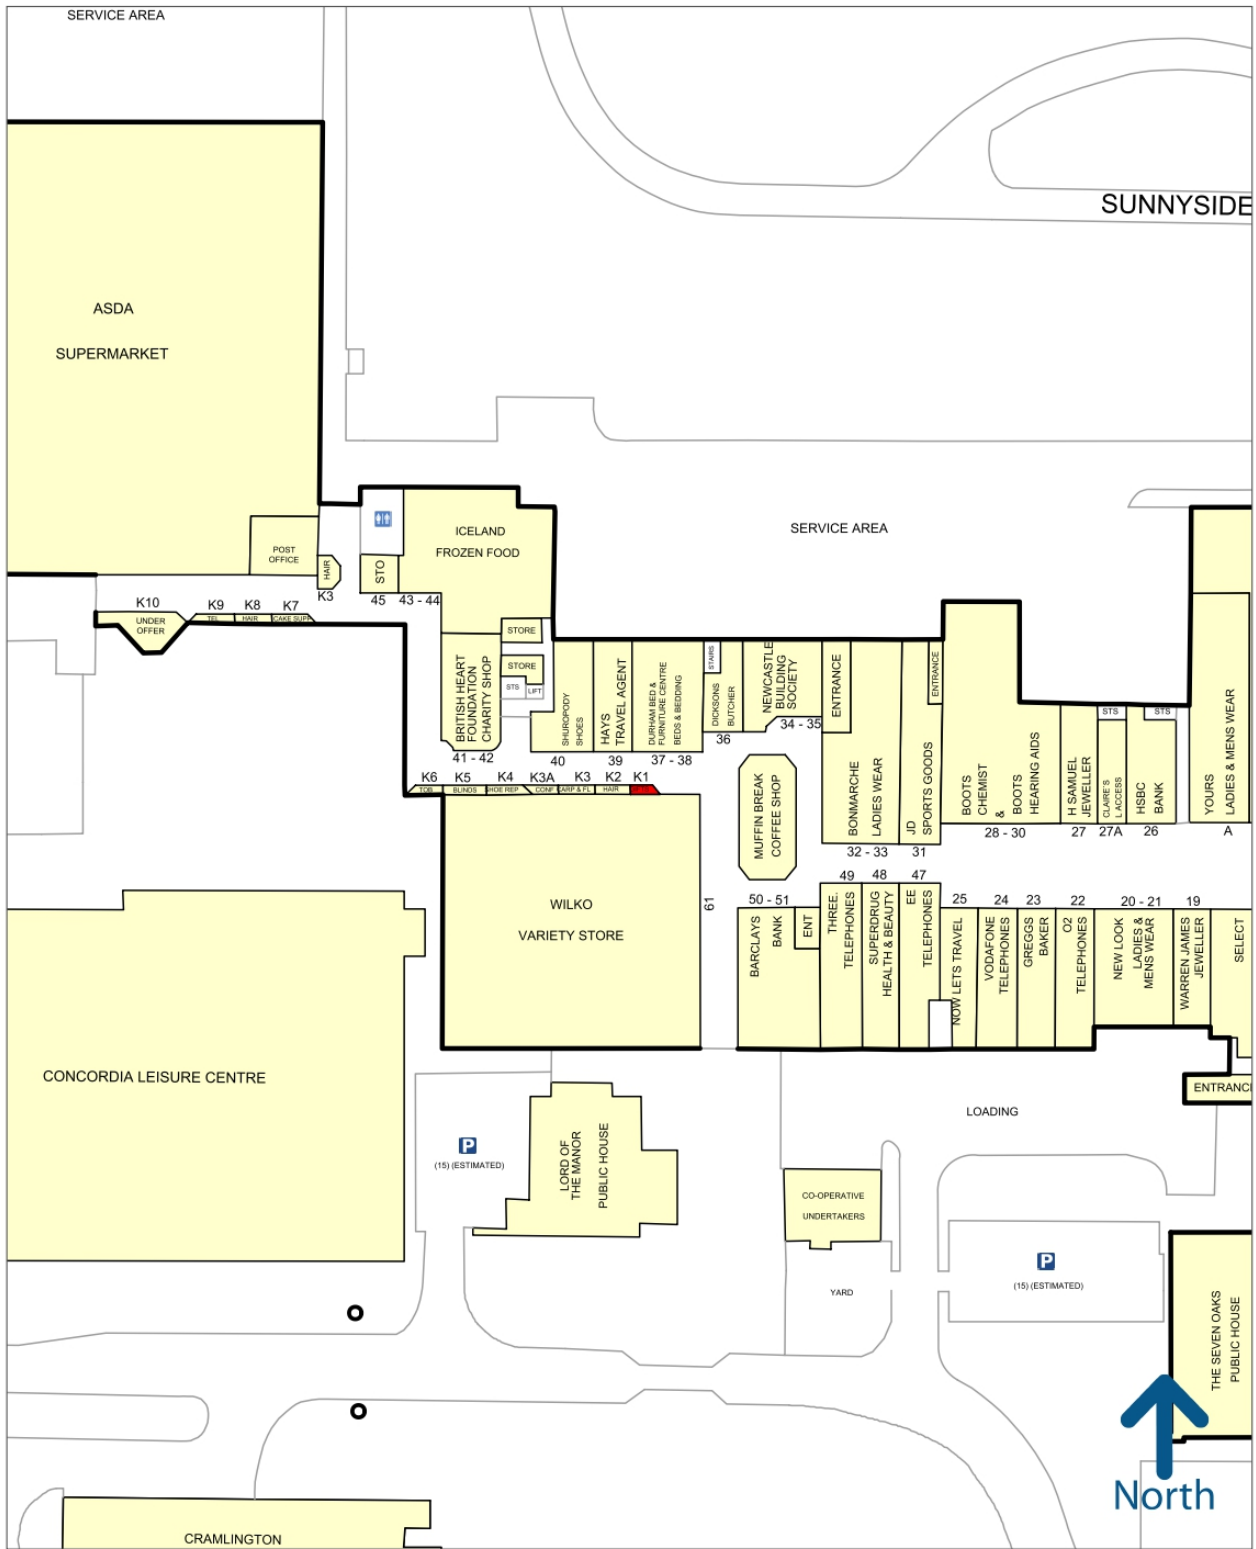 SERVICE AREA
SUNNYSIDE
ASDA
SUPERMARKET
POST
OFFICE
HAIR
K3
STO
45
43 - 44
ICELAND
FROZEN FOOD
SERVICE AREA
K10
UNDER
OFFER
K9
TEL
K8
HAIR
K7
CAKE SUPP
BRITISH HEART
FOUNDATION
CHARITY SHOP
41 - 42
STORE
STORE
STS
LIFT
SHUROPODY
SHOES
40
HAYS
TRAVEL AGENT
39
DURHAM BED &
FURNITURE CENTRE
BEDS & BEDDING
37 - 38
STAIRS
DICKSONS
BUTCHER
36
NEWCASTLE
BUILDING
SOCIETY
34 - 35
ENTRANCE
BONMARCHE
LADIES WEAR
32 - 33
ENTRANCE
JD
SPORTS GOODS
31
BOOTS
CHEMIST
&
BOOTS
HEARING AIDS
28 - 30
H SAMUEL
JEWELLER
27
STS
CLAIRE'S
ACCESS
27A
STS
HSBC
BANK
26
YOURS
LADIES & MENS WEAR
A
K6
TOB
K5
BLINDS
K4
SHOE REP
K3A
CONF
K3
CARP & FL
K2
HAIR
K1
MUFFIN BREAK
COFFEE SHOP
WILKO
VARIETY STORE
61
50 - 51
BARCLAYS
BANK
ENT
49
THREE.
TELEPHONES
48
SUPERDRUG
HEALTH & BEAUTY
47
EE
TELEPHONES
25
NOW LETS TRAVEL
24
VODAFONE
TELEPHONES
23
GREGGS
BAKER
22
O2
TELEPHONES
20 - 21
NEW LOOK
LADIES &
MENS WEAR
19
WARREN JAMES
JEWELLER
SELECT
ENTRANC
CONCORDIA LEISURE CENTRE
P
(15) (ESTIMATED)
LORD OF
THE MANOR
PUBLIC HOUSE
LOADING
CO-OPERATIVE
UNDERTAKERS
YARD
P
(15) (ESTIMATED)
THE SEVEN OAKS
PUBLIC HOUSE
North
CRAMLINGTON